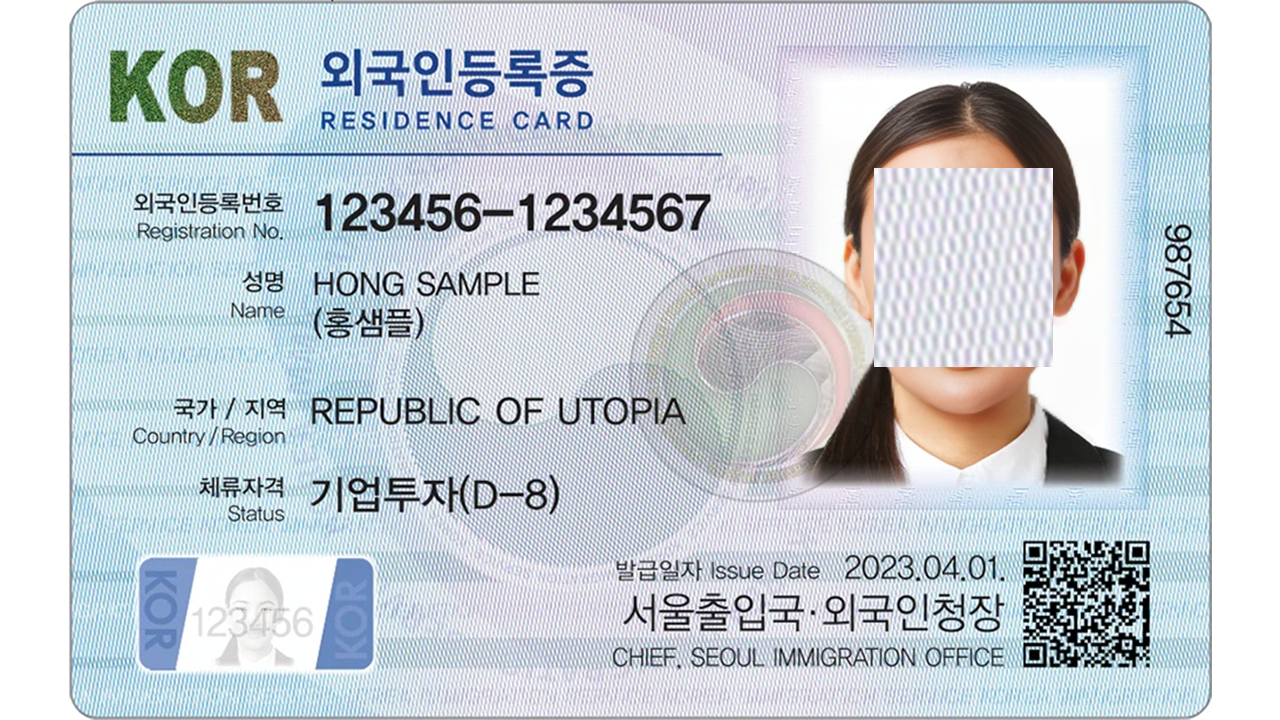 KOR 외국인등록증
RESIDENCE CARD
외국인등록번호 123456-1234567
Registration No.
성명 HONG SAMPLE
Name (홍샘플)
국가 / 지역 REPUBLIC OF UTOPIA
Country / Region
체류자격 기업투자(D-8)
Status
987654
KOR 123456 KOR
발급일자 Issue Date 2023.04.01.
서울출입국·외국인청장
CHIEF, SEOUL IMMIGRATION OFFICE